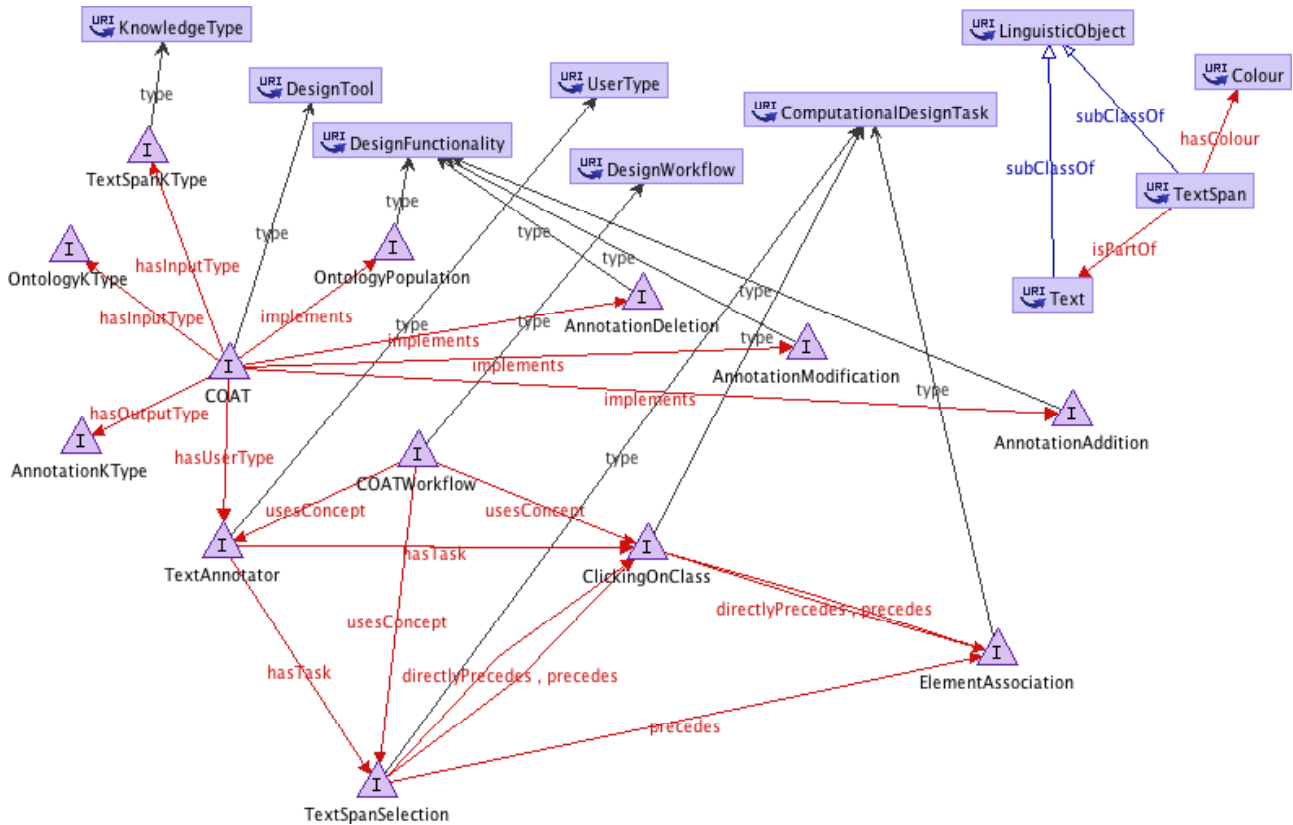 URI KnowledgeType
URI LinguisticObject
URI DesignTool
URI UserType
URI Colour
type
URI ComputationalDesignTask
subClassOf
hasColour
URI DesignFunctionality
I
TextSpanKType
URI DesignWorkflow
subClassOf
URI TextSpan
type
type
type
I
OntologyKType
hasInputType
I
OntologyPopulation
type
isPartOf
URI Text
type
I
AnnotationDeletion
hasInputType
implements
type
type
implements
type
I
AnnotationModification
I
COAT
implements
implements
type
I
AnnotationAddition
hasOutputType
I
AnnotationKType
hasUserType
I
COATWorkflow
type
usesConcept
usesConcept
I
TextAnnotator
hasTask
I
ClickingOnClass
usesConcept
directlyPrecedes , precedes
I
ElementAssociation
hasTask
directlyPrecedes , precedes
precedes
I
TextSpanSelection